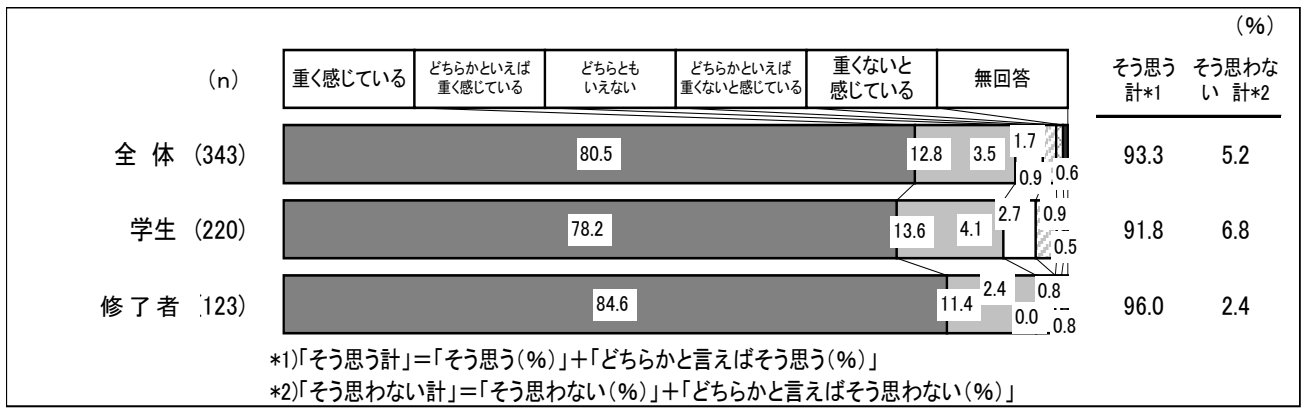 (%)
(n) 重く感じている どちらかといえば重く感じている どちらともいえない どちらかといえば重くないと感じている 重くないと感じている 無回答 そう思う計*1 そう思わない 計*2
全 体 (343) 80.5 12.8 3.5 1.7 0.9 0.6 93.3 5.2
学生 (220) 78.2 13.6 4.1 2.7 0.9 0.5 91.8 6.8
修了者 (123) 84.6 11.4 2.4 0.0 0.8 0.8 96.0 2.4
*1)「そう思う計」＝「そう思う(%)」＋「どちらかと言えばそう思う(%)」
*2)「そう思わない計」＝「そう思わない(%)」＋「どちらかと言えばそう思わない(%)」